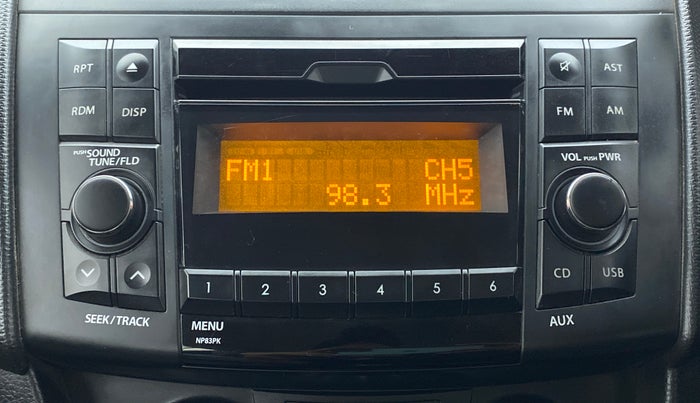 RPT
RDM DISP
PUSH SOUND
TUNE/FLD
SEEK/TRACK
FM1 CH5
98.3 MHz
1 2 3 4 5 6
MENU
NP83PK
AST
FM AM
VOL PUSH PWR
CD USB
AUX